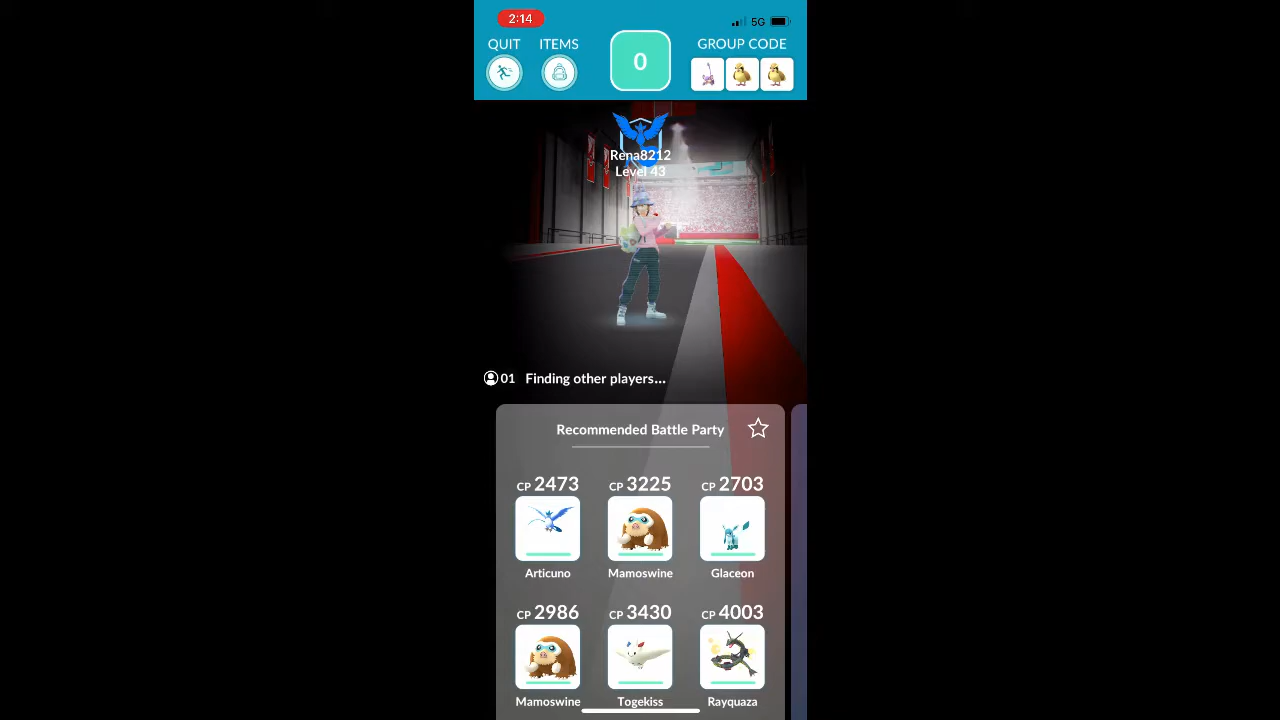 2:14
5G
QUIT ITEMS 0 GROUP CODE
Rena8212
Level 43
01 Finding other players...
Recommended Battle Party
CP 2473 CP 3225 CP 2703
Articuno Mamoswine Glaceon
CP 2986 CP 3430 CP 4003
Mamoswine Togekiss Rayquaza